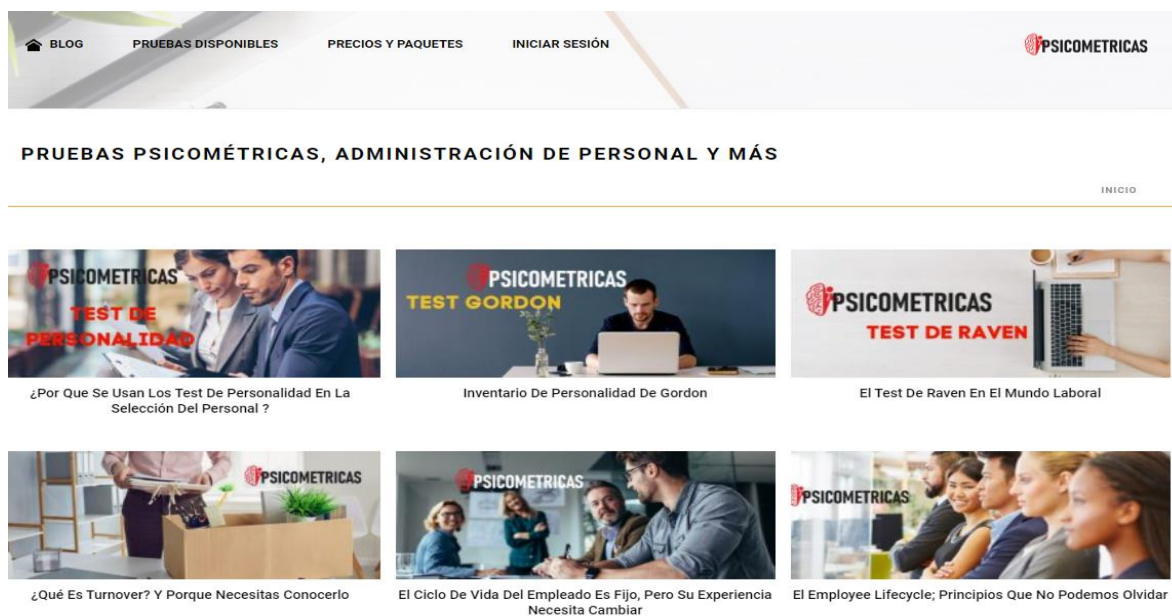 BLOG
PRUEBAS DISPONIBLES
PRECIOS Y PAQUETES
INICIAR SESIÓN
PSICOMETRICAS
PRUEBAS PSICOMÉTRICAS, ADMINISTRACIÓN DE PERSONAL Y MÁS
INICIO
PSICOMETRICAS
TEST DE
PERSONALIDAD
¿Por Que Se Usan Los Test De Personalidad En La
Selección Del Personal ?
PSICOMETRICAS
TEST GORDON
Inventario De Personalidad De Gordon
PSICOMETRICAS
TEST DE RAVEN
El Test De Raven En El Mundo Laboral
PSICOMETRICAS
¿Qué Es Turnover? Y Porque Necesitas Conocerlo
PSICOMETRICAS
El Ciclo De Vida Del Empleado Es Fijo, Pero Su Experiencia
Necesita Cambiar
PSICOMETRICAS
El Employee Lifecycle; Principios Que No Podemos Olvidar